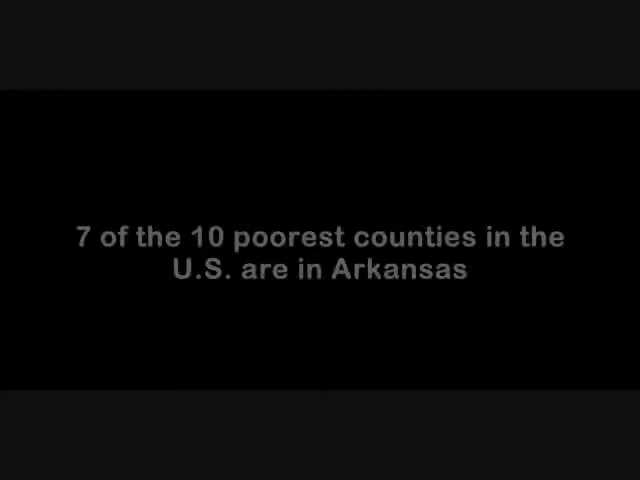 7 of the 10 poorest counties in the
U.S. are in Arkansas